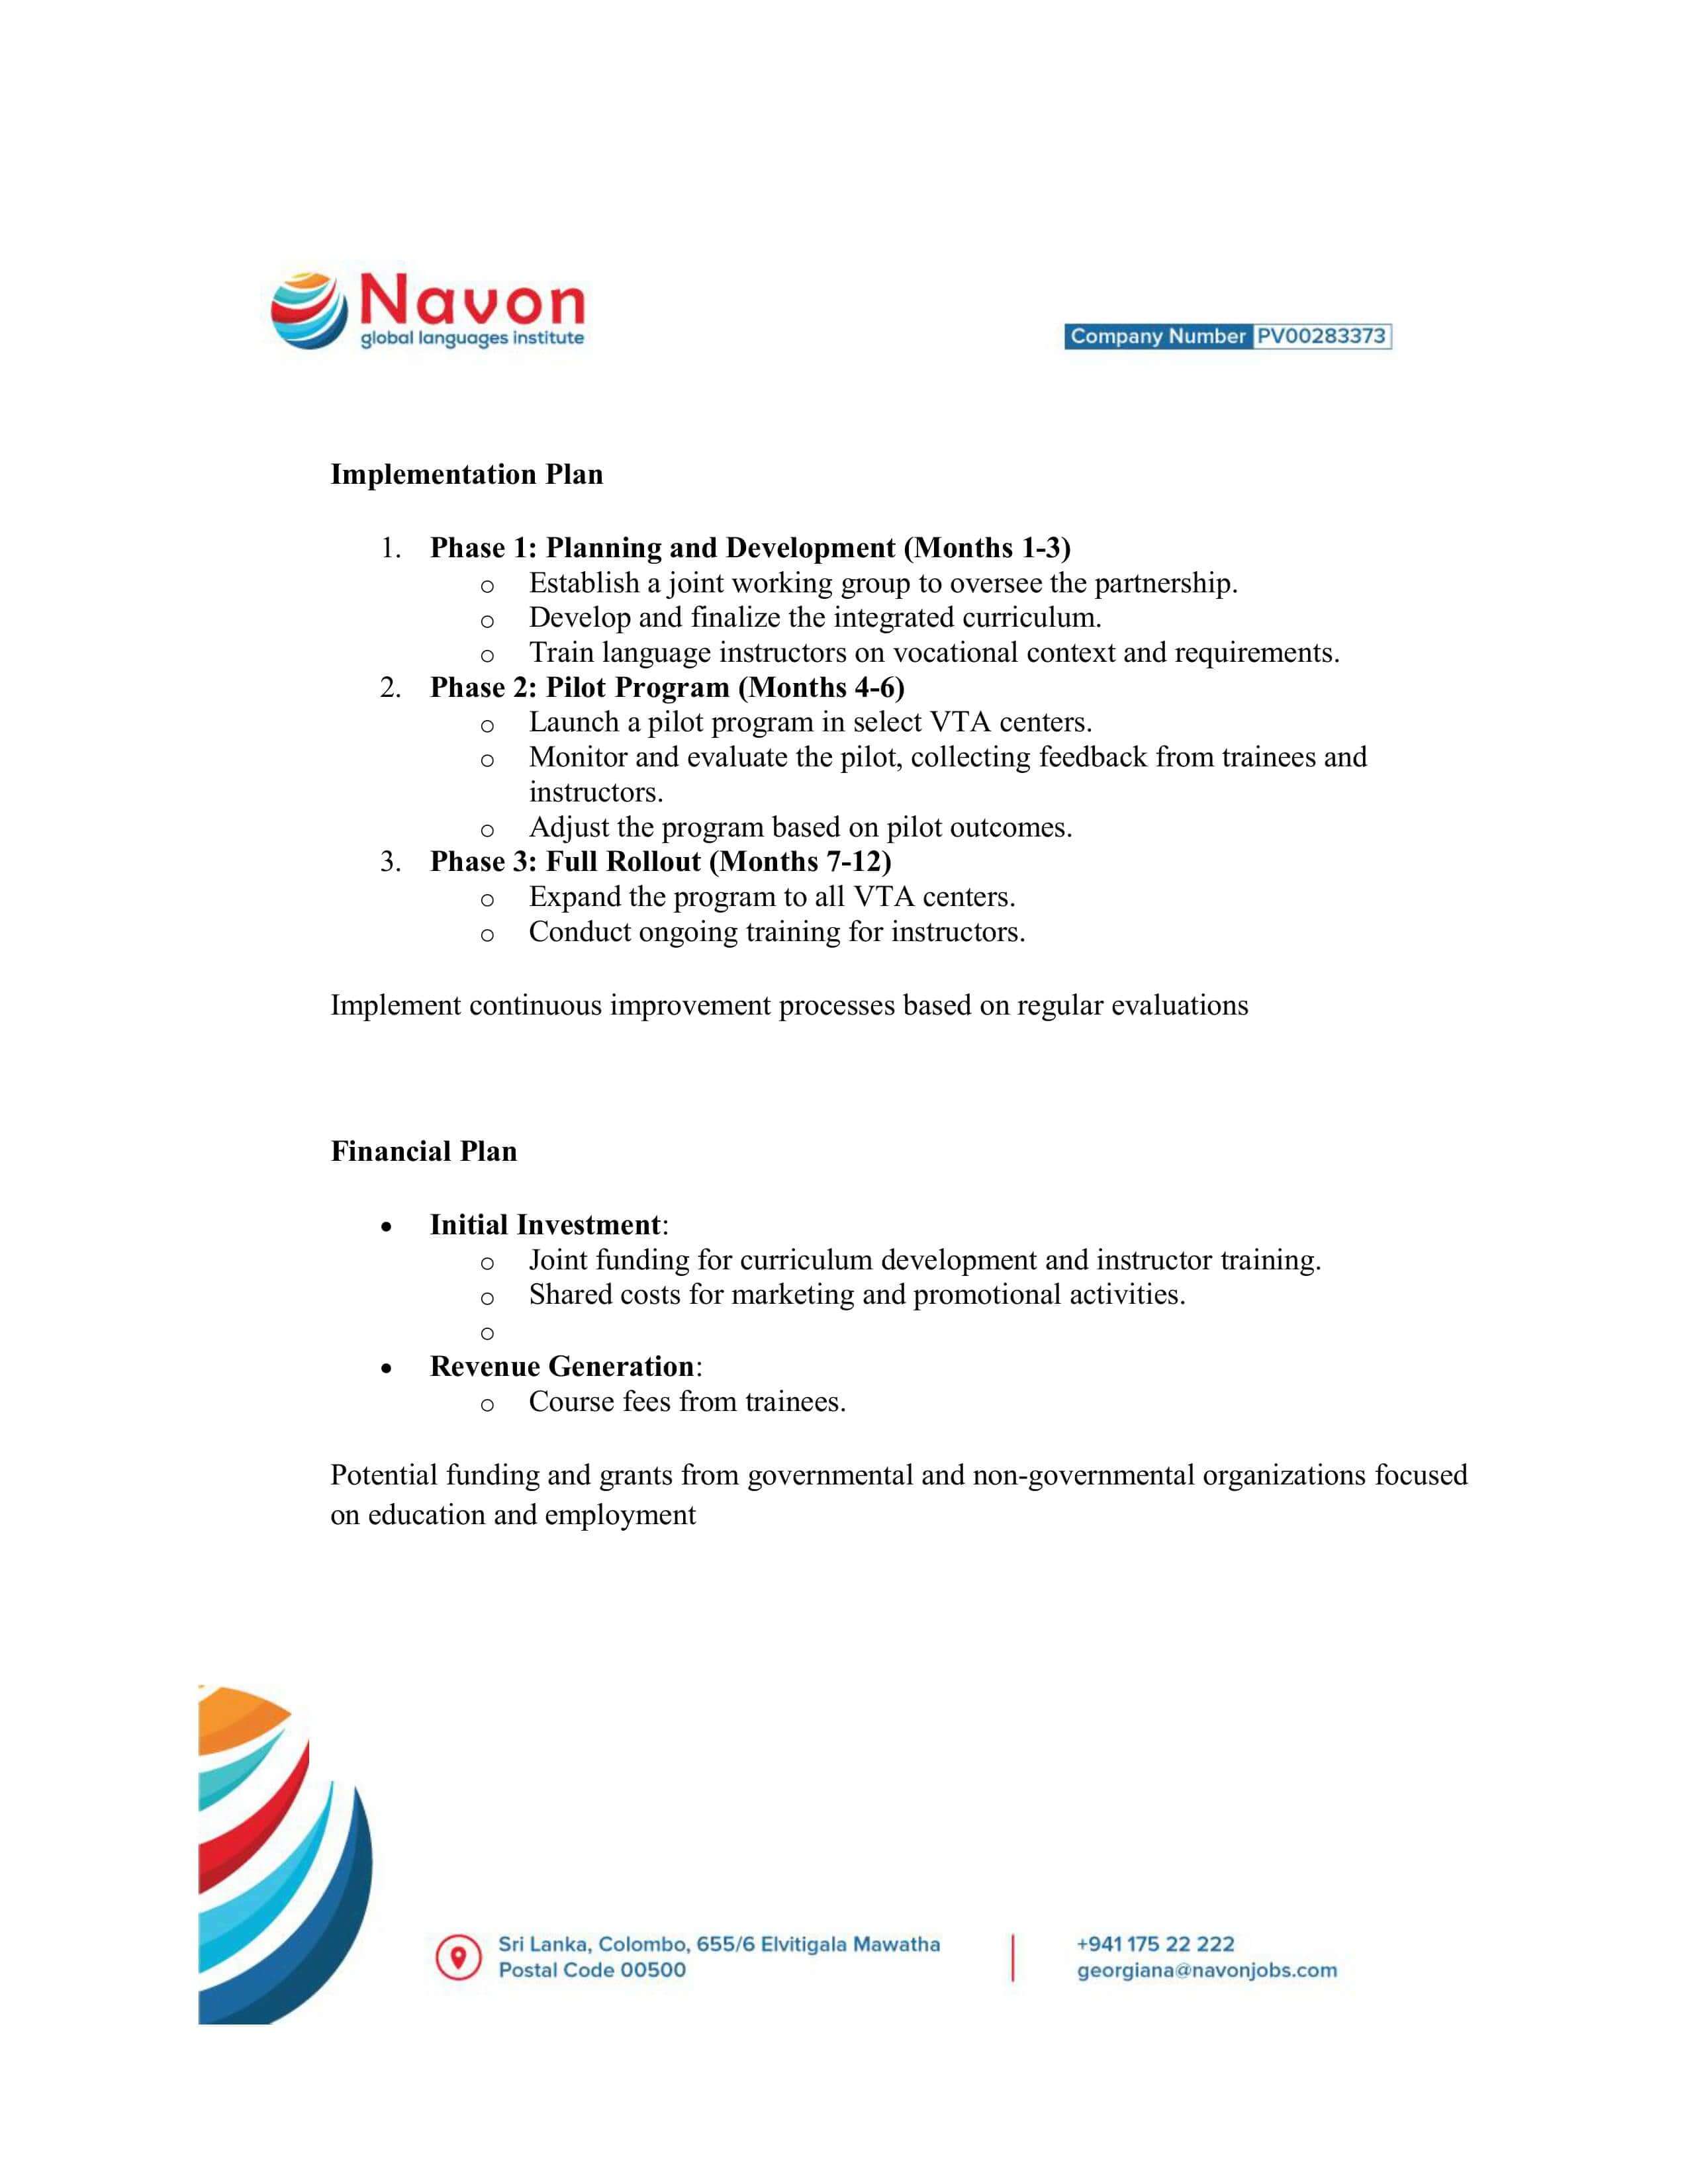 Navon
global languages institute
Company Number PV00283373
Implementation Plan
1. Phase 1: Planning and Development (Months 1-3)
o Establish a joint working group to oversee the partnership.
o Develop and finalize the integrated curriculum.
o Train language instructors on vocational context and requirements.
2. Phase 2: Pilot Program (Months 4-6)
o Launch a pilot program in select VTA centers.
o Monitor and evaluate the pilot, collecting feedback from trainees and
instructors.
o Adjust the program based on pilot outcomes.
3. Phase 3: Full Rollout (Months 7-12)
o Expand the program to all VTA centers.
o Conduct ongoing training for instructors.
Implement continuous improvement processes based on regular evaluations
Financial Plan
• Initial Investment:
o Joint funding for curriculum development and instructor training.
o Shared costs for marketing and promotional activities.
o
• Revenue Generation:
o Course fees from trainees.
Potential funding and grants from governmental and non-governmental organizations focused
on education and employment
Sri Lanka, Colombo, 655/6 Elvitigala Mawatha
Postal Code 00500
+941 175 22 222
georgiana@navonjobs.com